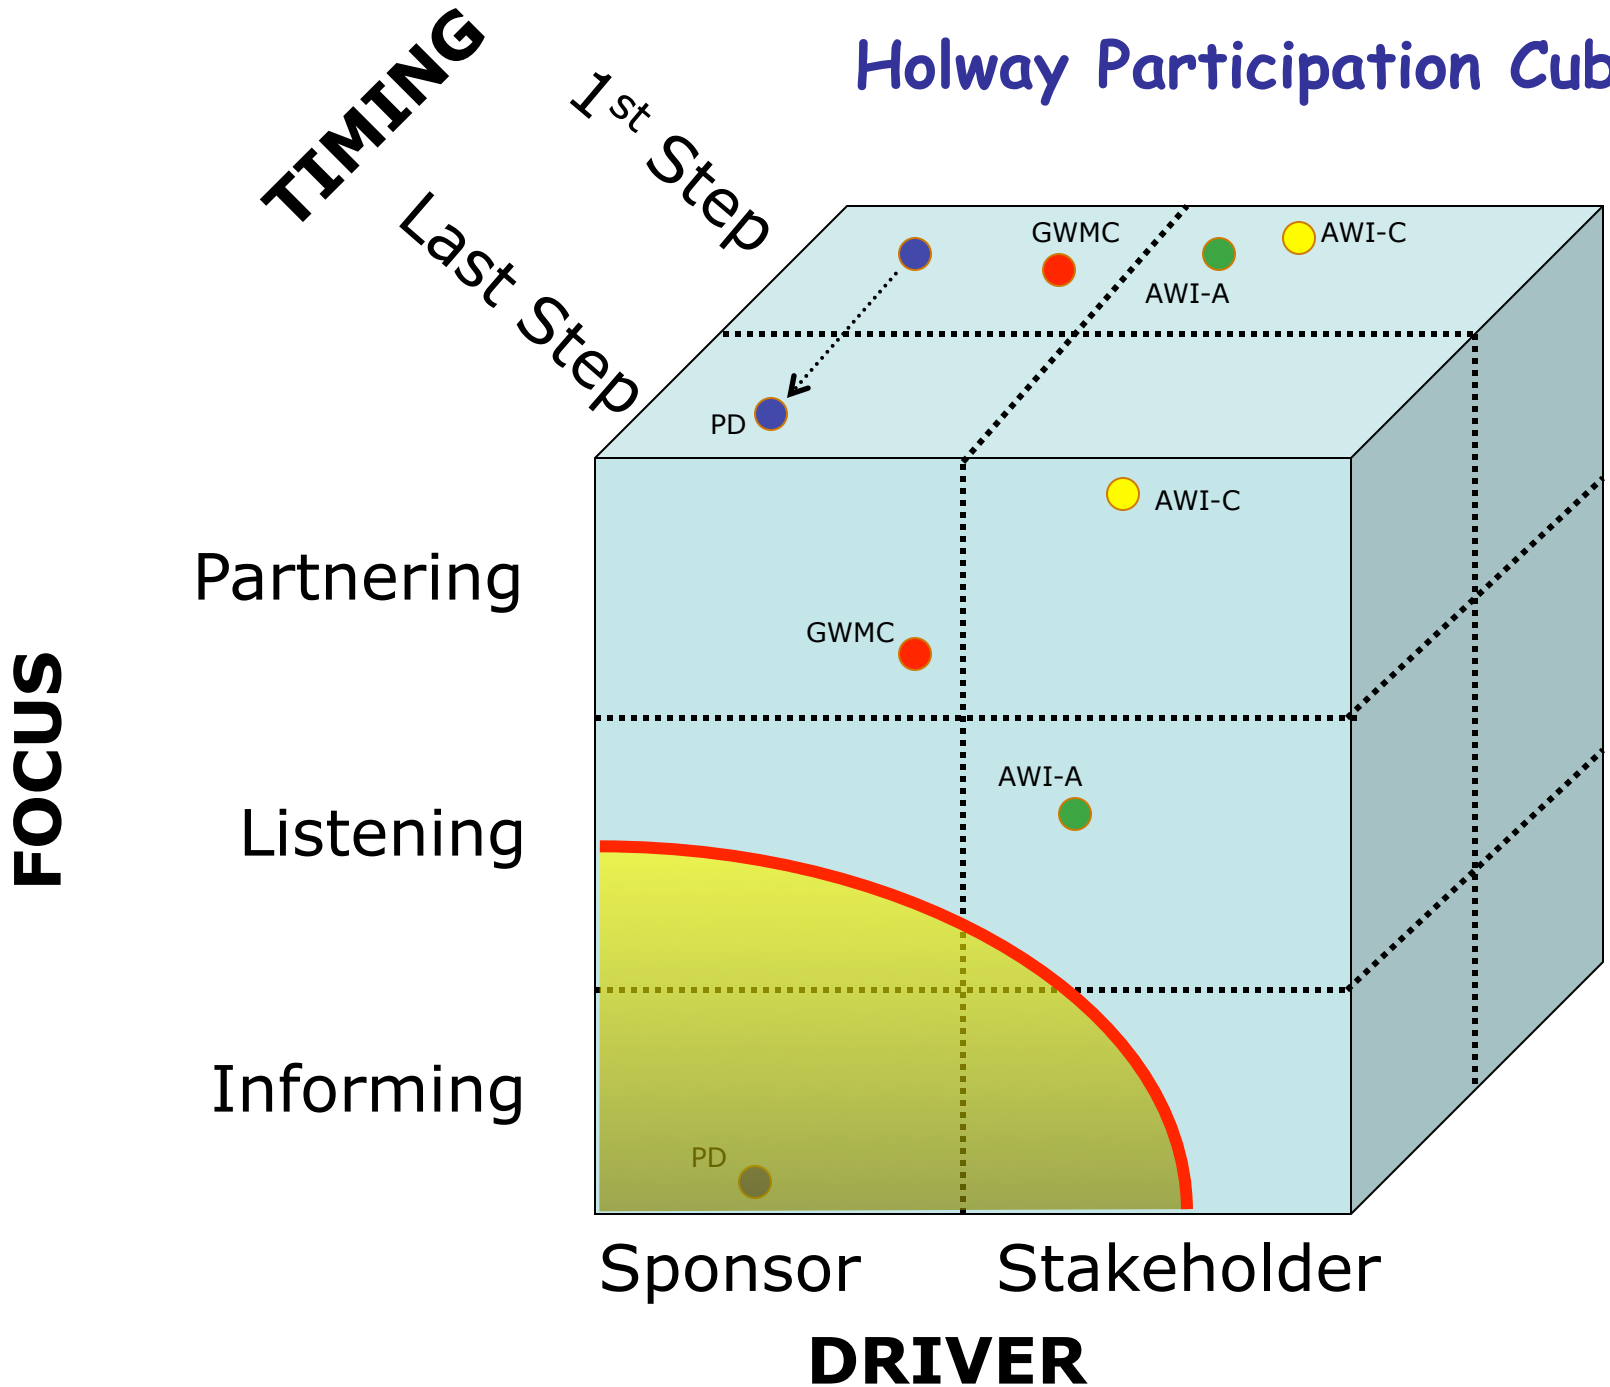 Holway Participation Cub
TIMING
1st Step
Last Step
GWMC
AWI-C
AWI-A
PD
AWI-C
Partnering
GWMC
FOCUS
AWI-A
Listening
Informing
PD
Sponsor
Stakeholder
DRIVER